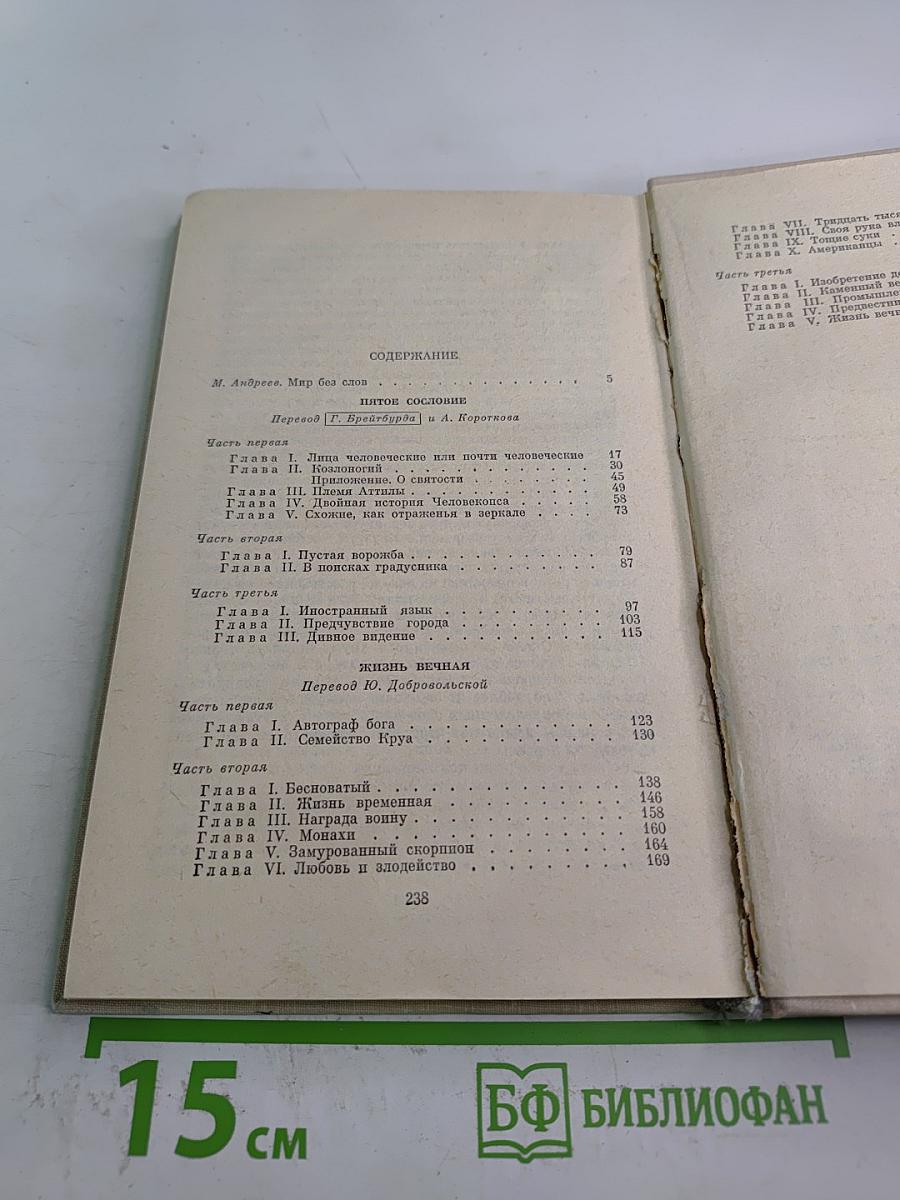 СОДЕРЖАНИЕ
М. Андреев. Мир без слов . . . . . . . . . . . . . . 5
ПЯТОЕ СОСЛОВИЕ
Перевод Г. Брейтбурда и А. Короткова
Часть первая
Глава I. Лица человеческие или почти человеческие 17
Глава II. Козлоногий . . . . . . . . . . . . . 30
Приложение. О святости . . . . . . . . 45
Глава III. Племя Аттилы . . . . . . . . . . . . 49
Глава IV. Двойная история Человекопса . . . . . . 58
Глава V. Схожие, как отраженья в зеркале . . . . 73
Часть вторая
Глава I. Пустая ворожба . . . . . . . . . . . . 79
Глава II. В поисках градусника . . . . . . . . . 87
Часть третья
Глава I. Иностранный язык . . . . . . . . . . 97
Глава II. Предчувствие города . . . . . . . . . 103
Глава III. Дивное видение . . . . . . . . . . . 115
ЖИЗНЬ ВЕЧНАЯ
Перевод Ю. Добровольской
Часть первая
Глава I. Автограф бога . . . . . . . . . . . . 123
Глава II. Семейство Круа . . . . . . . . . . . 130
Часть вторая
Глава I. Бесноватый . . . . . . . . . . . . . 138
Глава II. Жизнь временная . . . . . . . . . . 146
Глава III. Награда воину . . . . . . . . . . . . 158
Глава IV. Монахи . . . . . . . . . . . . . . 160
Глава V. Замурованный скорпион . . . . . . . . 164
Глава VI. Любовь и злодейство . . . . . . . . . 169
238
Глава VII. Тридцать
Глава VIII. Своя рука
Глава IX. Тощие суки .
Глава X. Американцы .
Часть третья
Глава I. Изобретение
Глава II. Каменный
Глава III.
Глава IV.
Глава V. Жизнь
15 см
БФ БИБЛИОФАН